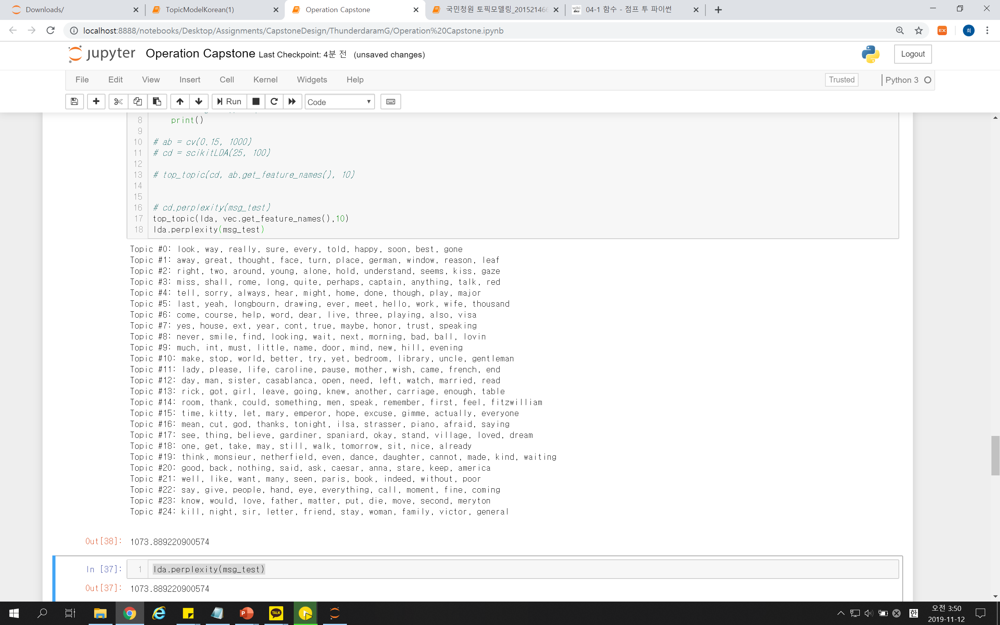 Downloads/
TopicModelKorean(1)
Operation Capstone
국민청원 토픽모델링_20152146
wiki docs
04-1 함수 - 점프 투 파이썬
localhost:8888/notebooks/Desktop/Assignments/CapstoneDesign/ThunderdaramG/Operation%20Capstone.ipynb
EX
희
jupyter Operation Capstone Last Checkpoint: 4분 전 (unsaved changes)
Logout
File Edit View Insert Cell Kernel Widgets Help
Trusted
Python 3
Run
Code
8 print()
9
10 # ab = cv(0.15, 1000)
11 # cd = scikitLDA(25, 100)
12
13 # top_topic(cd, ab.get_feature_names(), 10)
14
15
16 # cd.perplexity(msg_test)
17 top_topic(lda, vec.get_feature_names(),10)
18 lda.perplexity(msg_test)
Topic #0: look, way, really, sure, every, told, happy, soon, best, gone
Topic #1: away, great, thought, face, turn, place, german, window, reason, leaf
Topic #2: right, two, around, young, alone, hold, understand, seems, kiss, gaze
Topic #3: miss, shall, rome, long, quite, perhaps, captain, anything, talk, red
Topic #4: tell, sorry, always, hear, might, home, done, though, play, major
Topic #5: last, yeah, longbourn, drawing, ever, meet, hello, work, wife, thousand
Topic #6: come, course, help, word, dear, live, three, playing, also, visa
Topic #7: yes, house, ext, year, cont, true, maybe, honor, trust, speaking
Topic #8: never, smile, find, looking, wait, next, morning, bad, ball, lovin
Topic #9: much, int, must, little, name, door, mind, new, hill, evening
Topic #10: make, stop, world, better, try, yet, bedroom, library, uncle, gentleman
Topic #11: lady, please, life, caroline, pause, mother, wish, came, french, end
Topic #12: day, man, sister, casablanca, open, need, left, watch, married, read
Topic #13: rick, got, girl, leave, going, knew, another, carriage, enough, table
Topic #14: room, thank, could, something, men, speak, remember, first, feel, fitzwilliam
Topic #15: time, kitty, let, mary, emperor, hope, excuse, gimme, actually, everyone
Topic #16: mean, cut, god, thanks, tonight, ilsa, strasser, piano, afraid, saying
Topic #17: see, thing, believe, gardiner, spaniard, okay, stand, village, loved, dream
Topic #18: one, get, take, may, still, walk, tomorrow, sit, nice, already
Topic #19: think, monsieur, netherfield, even, dance, daughter, cannot, made, kind, waiting
Topic #20: good, back, nothing, said, ask, caesar, anna, stare, keep, america
Topic #21: well, like, want, many, seen, paris, book, indeed, without, poor
Topic #22: say, give, people, hand, eye, everything, call, moment, fine, coming
Topic #23: know, would, love, father, matter, put, die, move, second, meryton
Topic #24: kill, night, sir, letter, friend, stay, woman, family, victor, general
Out[38]: 1073.889220900574
In [37]: 1 lda.perplexity(msg_test)
Out[37]: 1073.889220900574
P
TALK
한
오전 3:50
2019-11-12